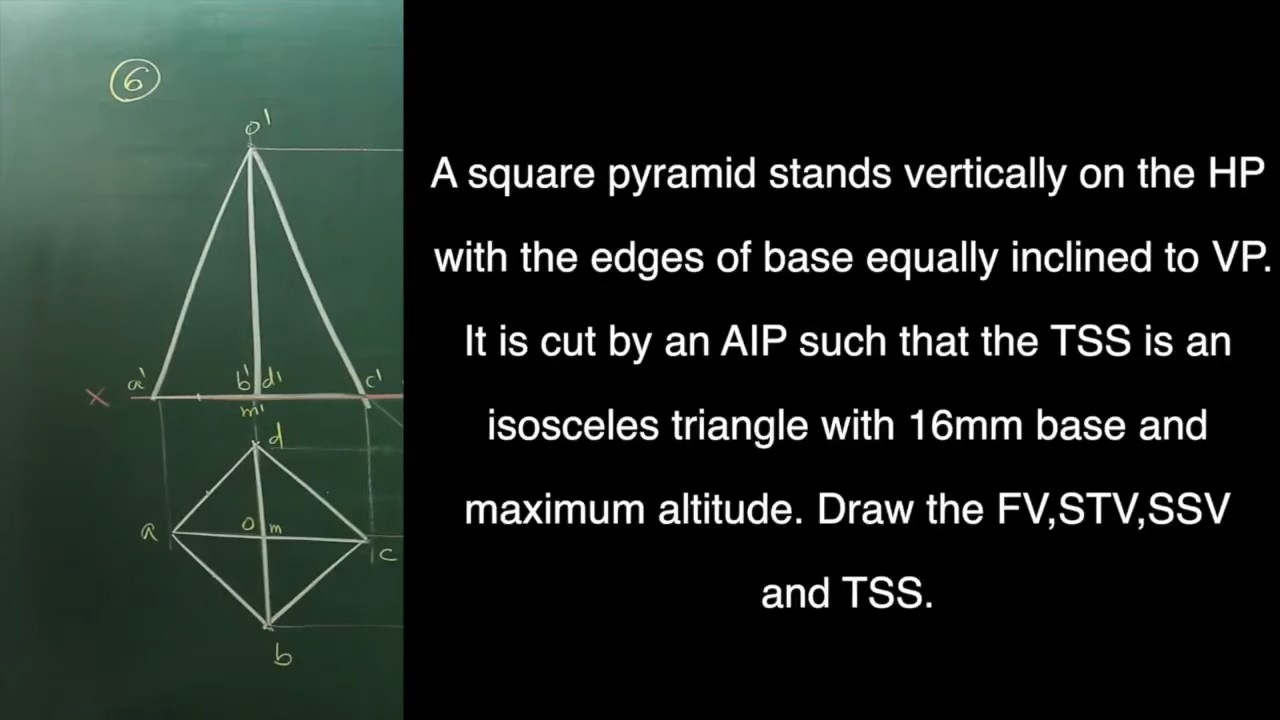 6
o'
a'
b' d'
c'
X
m'
d
a
o
m
c
b
A square pyramid stands vertically on the HP
with the edges of base equally inclined to VP.
It is cut by an AIP such that the TSS is an
isosceles triangle with 16mm base and
maximum altitude. Draw the FV,STV,SSV
and TSS.